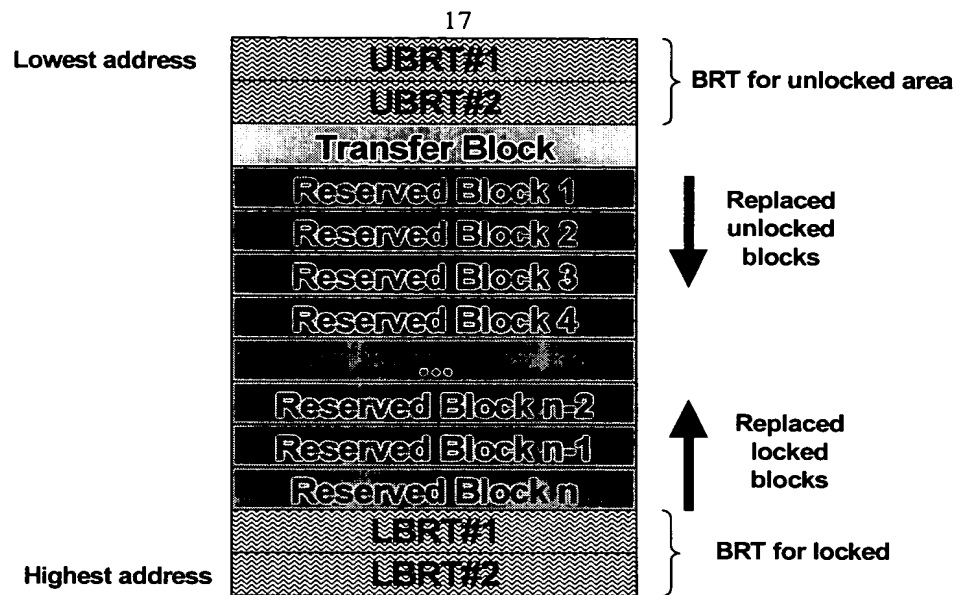 17
Lowest address
UBRT#1
UBRT#2
BRT for unlocked area
Transfer Block
Reserved Block 1
Reserved Block 2
Reserved Block 3
Reserved Block 4
Replaced
unlocked
blocks
...
Reserved Block n-2
Reserved Block n-1
Reserved Block n
Replaced
locked
blocks
LBRT#1
LBRT#2
BRT for locked
Highest address